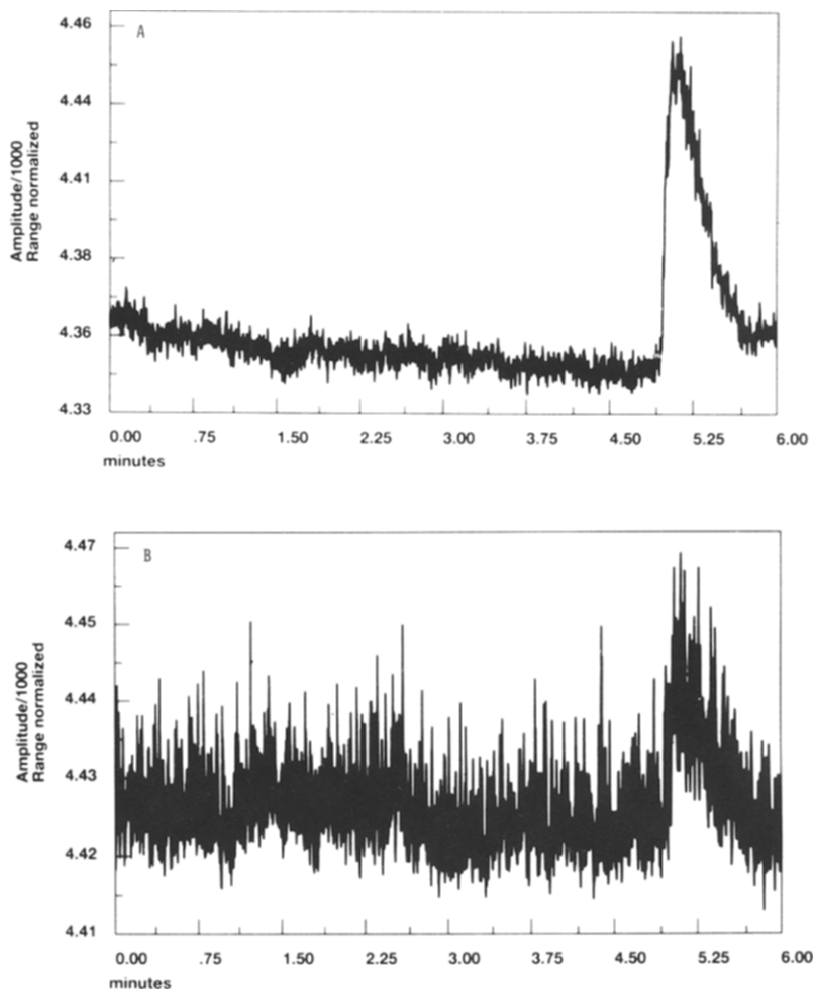 A
Amplitude/1000
Range normalized
4.46
4.44
4.41
4.38
4.36
4.33
0.00 .75 1.50 2.25 3.00 3.75 4.50 5.25 6.00
minutes
B
Amplitude/1000
Range normalized
4.47
4.45
4.44
4.43
4.42
4.41
0.00 .75 1.50 2.25 3.00 3.75 4.50 5.25 6.00
minutes